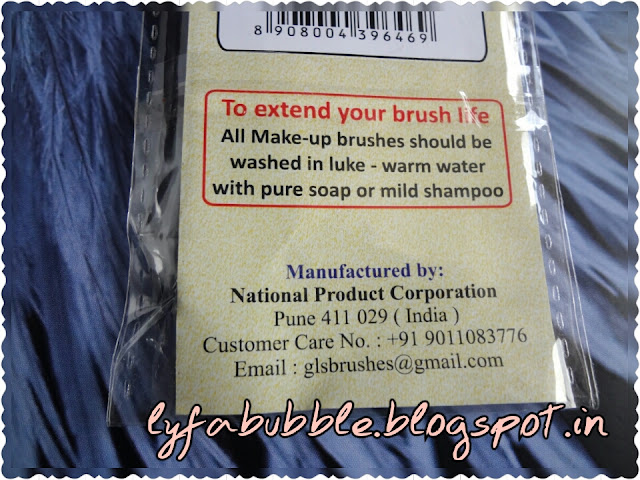 8 908004 396469
To extend your brush life
All Make-up brushes should be
washed in luke - warm water
with pure soap or mild shampoo
Manufactured by:
National Product Corporation
Pune 411 029 ( India )
Customer Care No. : +91 9011083776
Email : glsbrushes@gmail.com
lyfabubble.blogspot.in